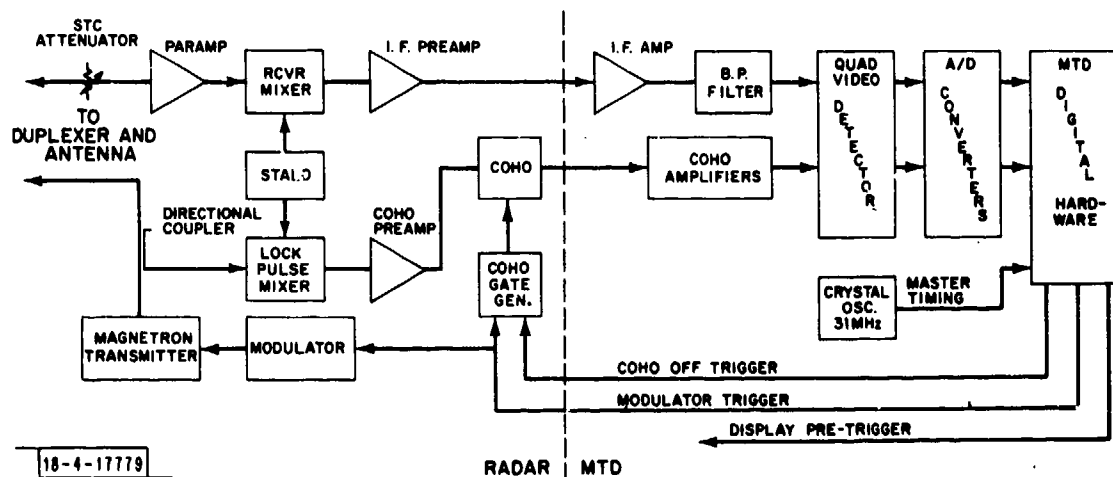 STC
ATTENUATOR
PARAMP
RCVR
MIXER
I.F. PREAMP
I.F. AMP
B.P.
FILTER
QUAD
VIDEO
DETECTOR
A/D
CONVERTERS
MTD
DIGITAL
HARD-
WARE
TO
DUPLEXER AND
ANTENNA
STALO
COHO
COHO
AMPLIFIERS
DIRECTIONAL
COUPLER
COHO
PREAMP
LOCK
PULSE
MIXER
COHO
GATE
GEN.
CRYSTAL
OSC.
31MHz
MASTER
TIMING
MAGNETRON
TRANSMITTER
MODULATOR
COHO OFF TRIGGER
MODULATOR TRIGGER
DISPLAY PRE-TRIGGER
18-4-17779
RADAR
MTD